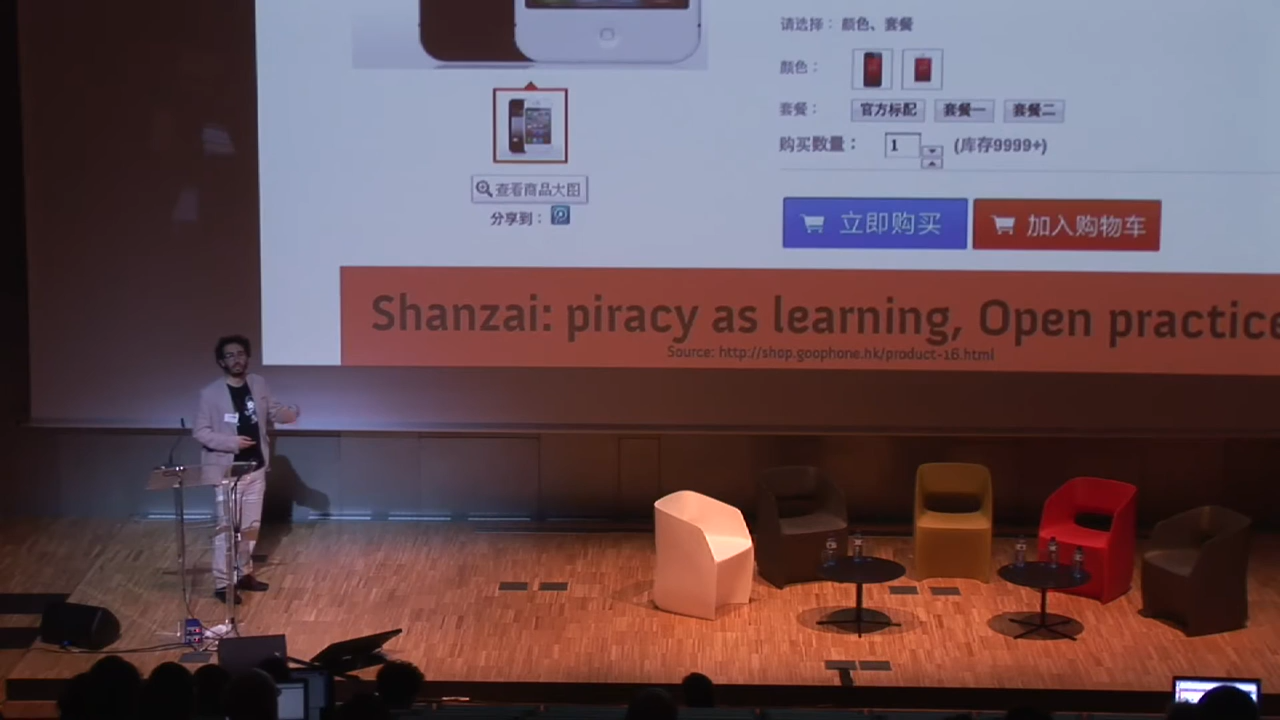 请选择： 颜色、套餐
颜色：
套餐： 官方标配 套餐一 套餐二
购买数量： 1 (库存9999+)
查看商品大图
分享到：
立即购买 加入购物车
Shanzai: piracy as learning, Open practic
Source: http://shop.goophone.hk/product-16.html